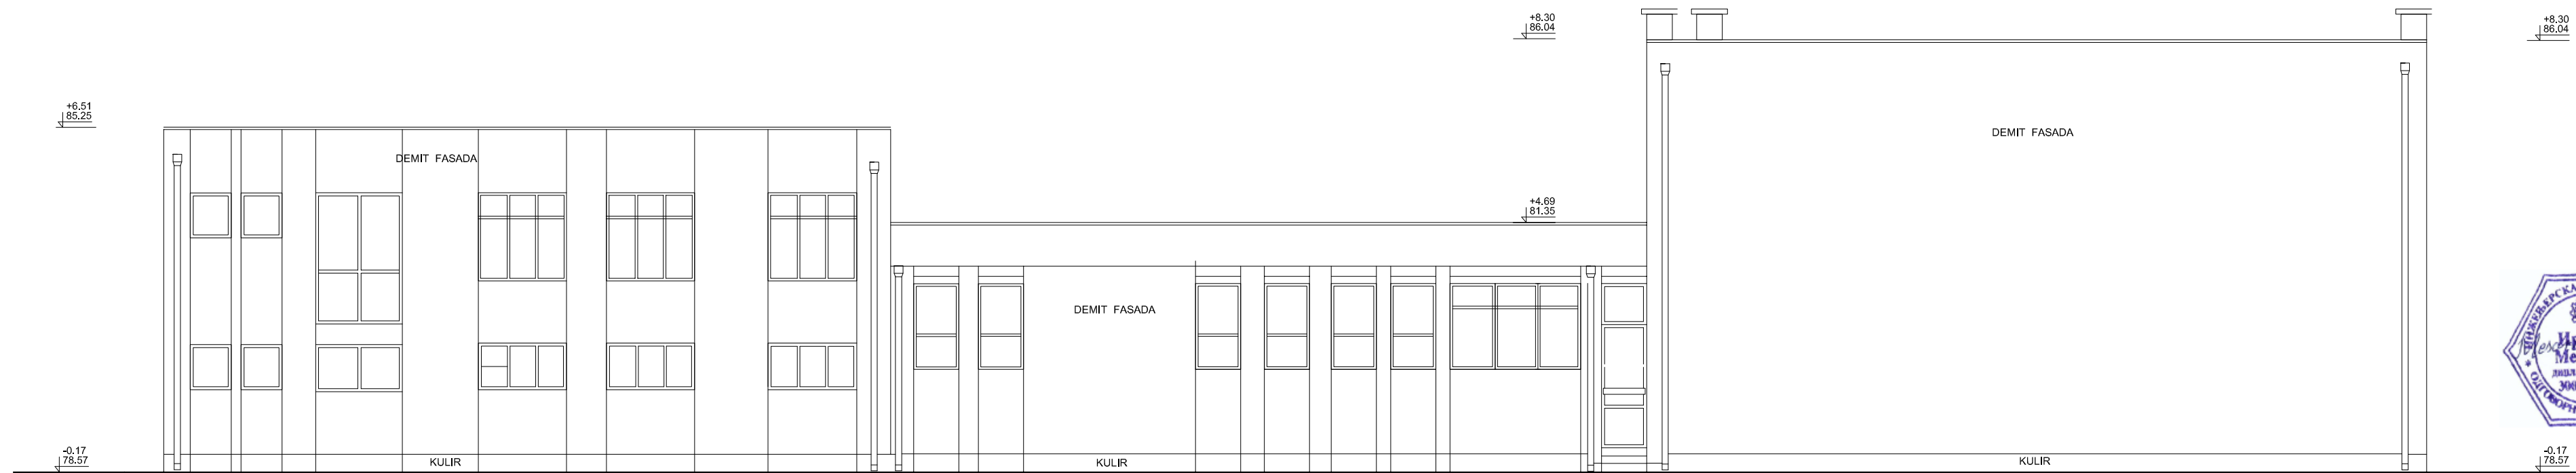 +8.30
86.04
+8.30
86.04
+6.51
85.25
DEMIT FASADA
DEMIT FASADA
+4.69
81.35
DEMIT FASADA
-0.17
78.57
KULIR
KULIR
KULIR
-0.17
78.57